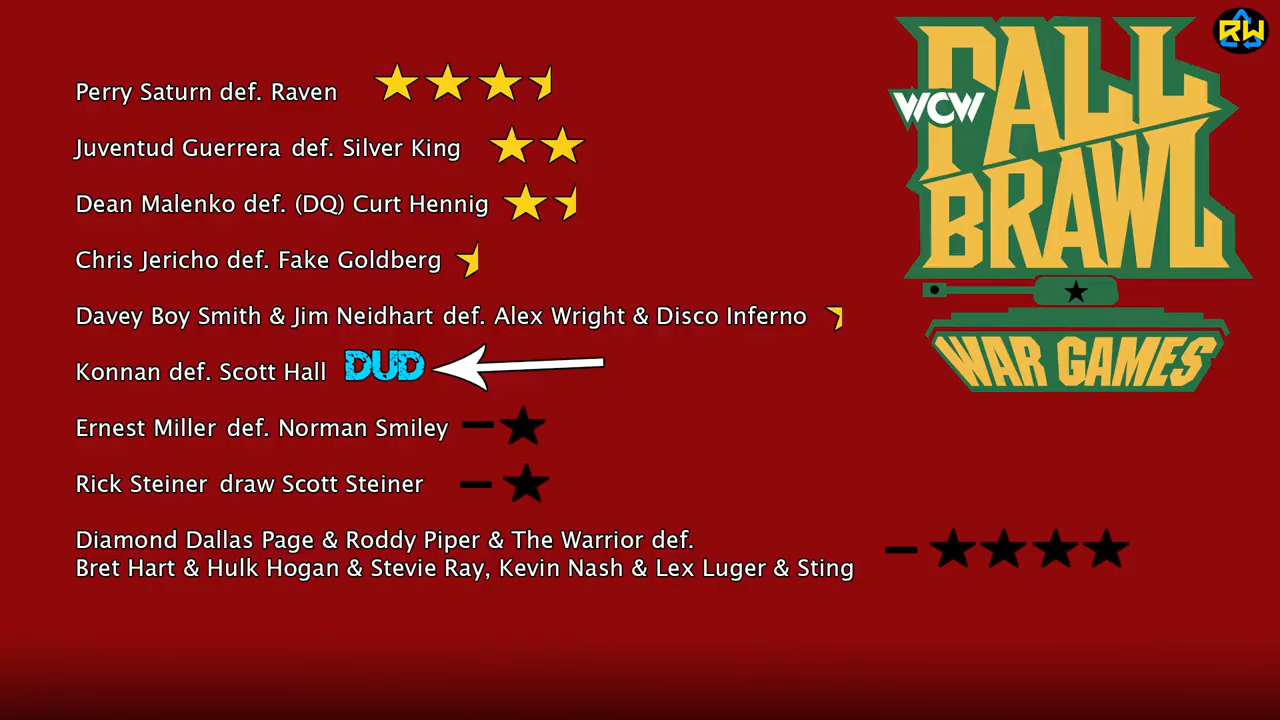 Perry Saturn def. Raven
Juventud Guerrera def. Silver King
Dean Malenko def. (DQ) Curt Hennig
Chris Jericho def. Fake Goldberg
Davey Boy Smith & Jim Neidhart def. Alex Wright & Disco Inferno
Konnan def. Scott Hall DUD
Ernest Miller def. Norman Smiley
Rick Steiner draw Scott Steiner
Diamond Dallas Page & Roddy Piper & The Warrior def.
Bret Hart & Hulk Hogan & Stevie Ray, Kevin Nash & Lex Luger & Sting
WCW
FALL
BRAWL
WAR GAMES
RW